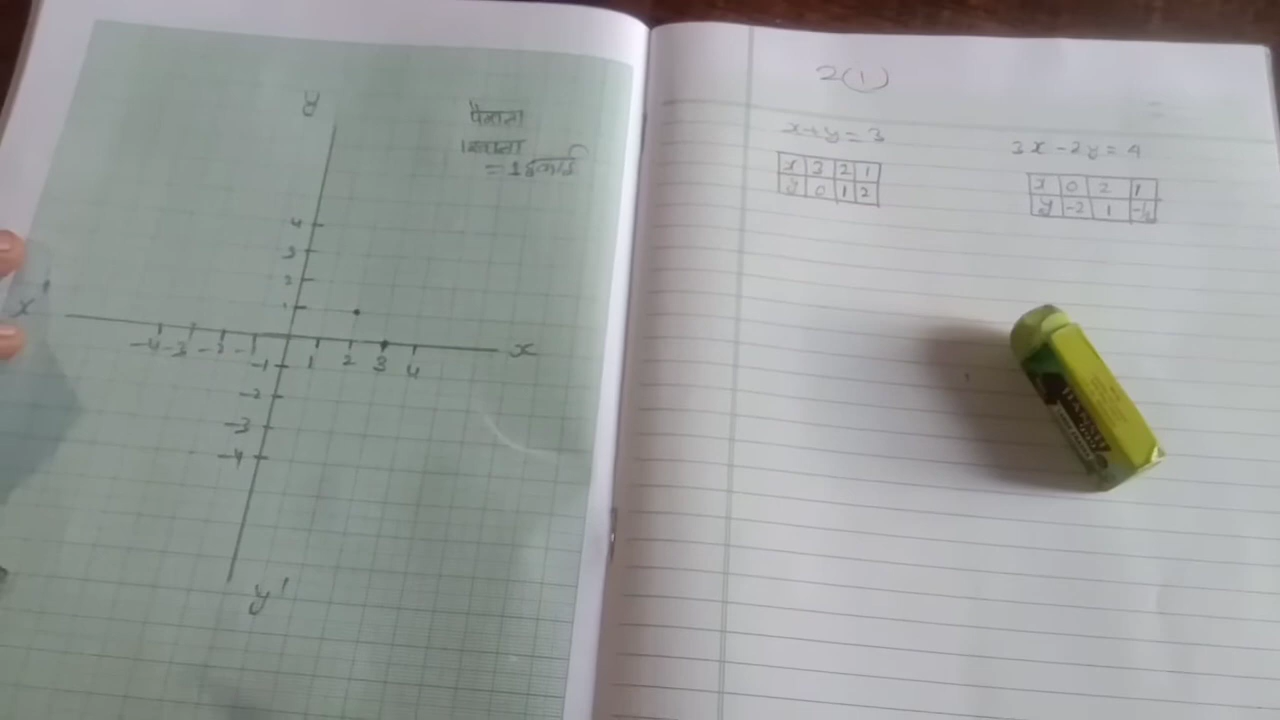 y
पैमाना
1 खाना
= 1 इकाई
4
3
2
1
x'
-4 -3 -2 -1
1 2 3 4
x
-1
-2
-3
-4
y'
2(1)
x+y=3
x 3 2 1
y 0 1 2
3x-2y=4
x 0 2 1
y -2 1 -½